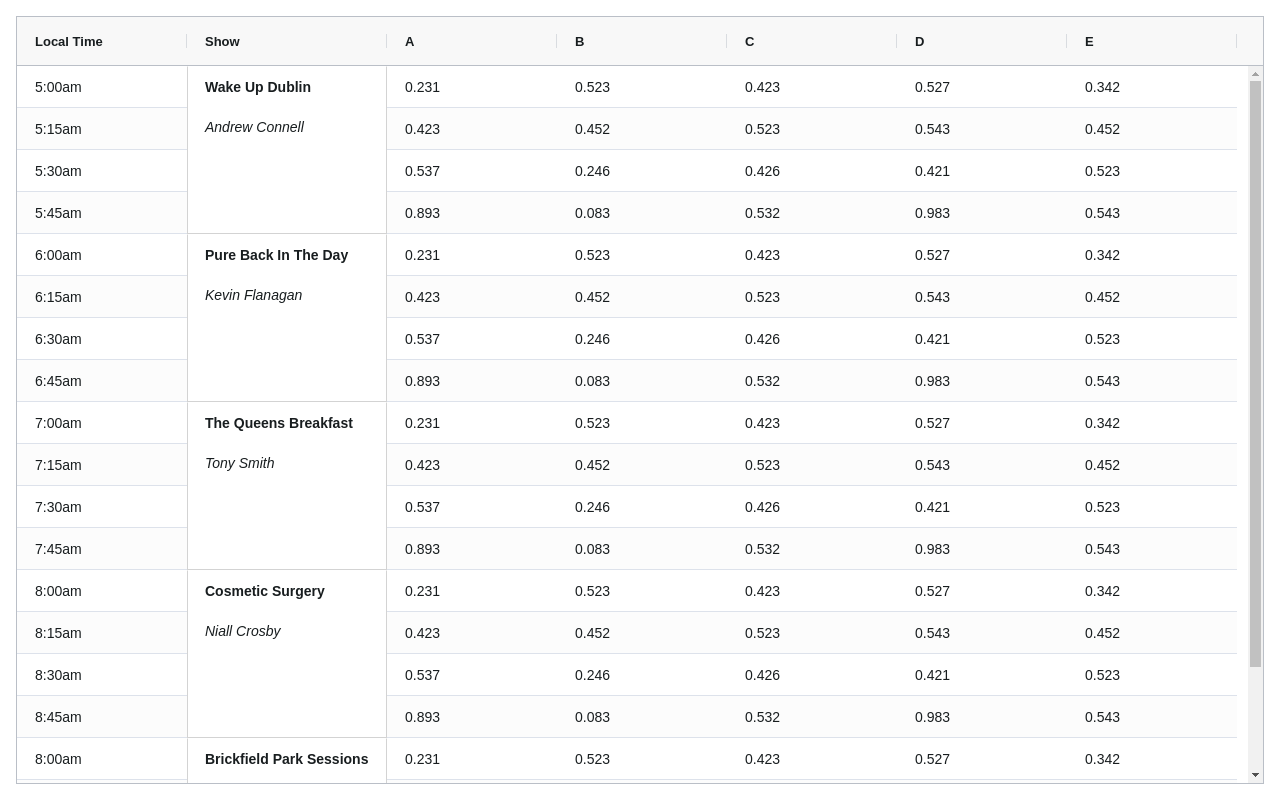 Local Time Show A B C D E
5:00am Wake Up Dublin 0.231 0.523 0.423 0.527 0.342
Andrew Connell
5:15am 0.423 0.452 0.523 0.543 0.452
5:30am 0.537 0.246 0.426 0.421 0.523
5:45am 0.893 0.083 0.532 0.983 0.543
6:00am Pure Back In The Day 0.231 0.523 0.423 0.527 0.342
Kevin Flanagan
6:15am 0.423 0.452 0.523 0.543 0.452
6:30am 0.537 0.246 0.426 0.421 0.523
6:45am 0.893 0.083 0.532 0.983 0.543
7:00am The Queens Breakfast 0.231 0.523 0.423 0.527 0.342
Tony Smith
7:15am 0.423 0.452 0.523 0.543 0.452
7:30am 0.537 0.246 0.426 0.421 0.523
7:45am 0.893 0.083 0.532 0.983 0.543
8:00am Cosmetic Surgery 0.231 0.523 0.423 0.527 0.342
Niall Crosby
8:15am 0.423 0.452 0.523 0.543 0.452
8:30am 0.537 0.246 0.426 0.421 0.523
8:45am 0.893 0.083 0.532 0.983 0.543
8:00am Brickfield Park Sessions 0.231 0.523 0.423 0.527 0.342